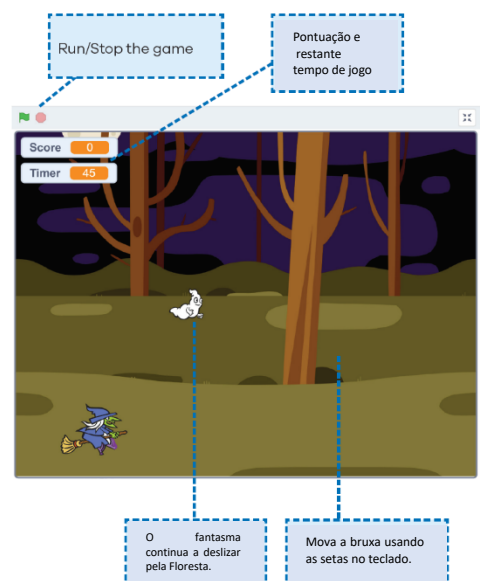 Run/Stop the game
Pontuação e
restante
tempo de jogo
Score 0
Timer 45
O fantasma
continua a deslizar
pela Floresta.
Mova a bruxa usando
as setas no teclado.